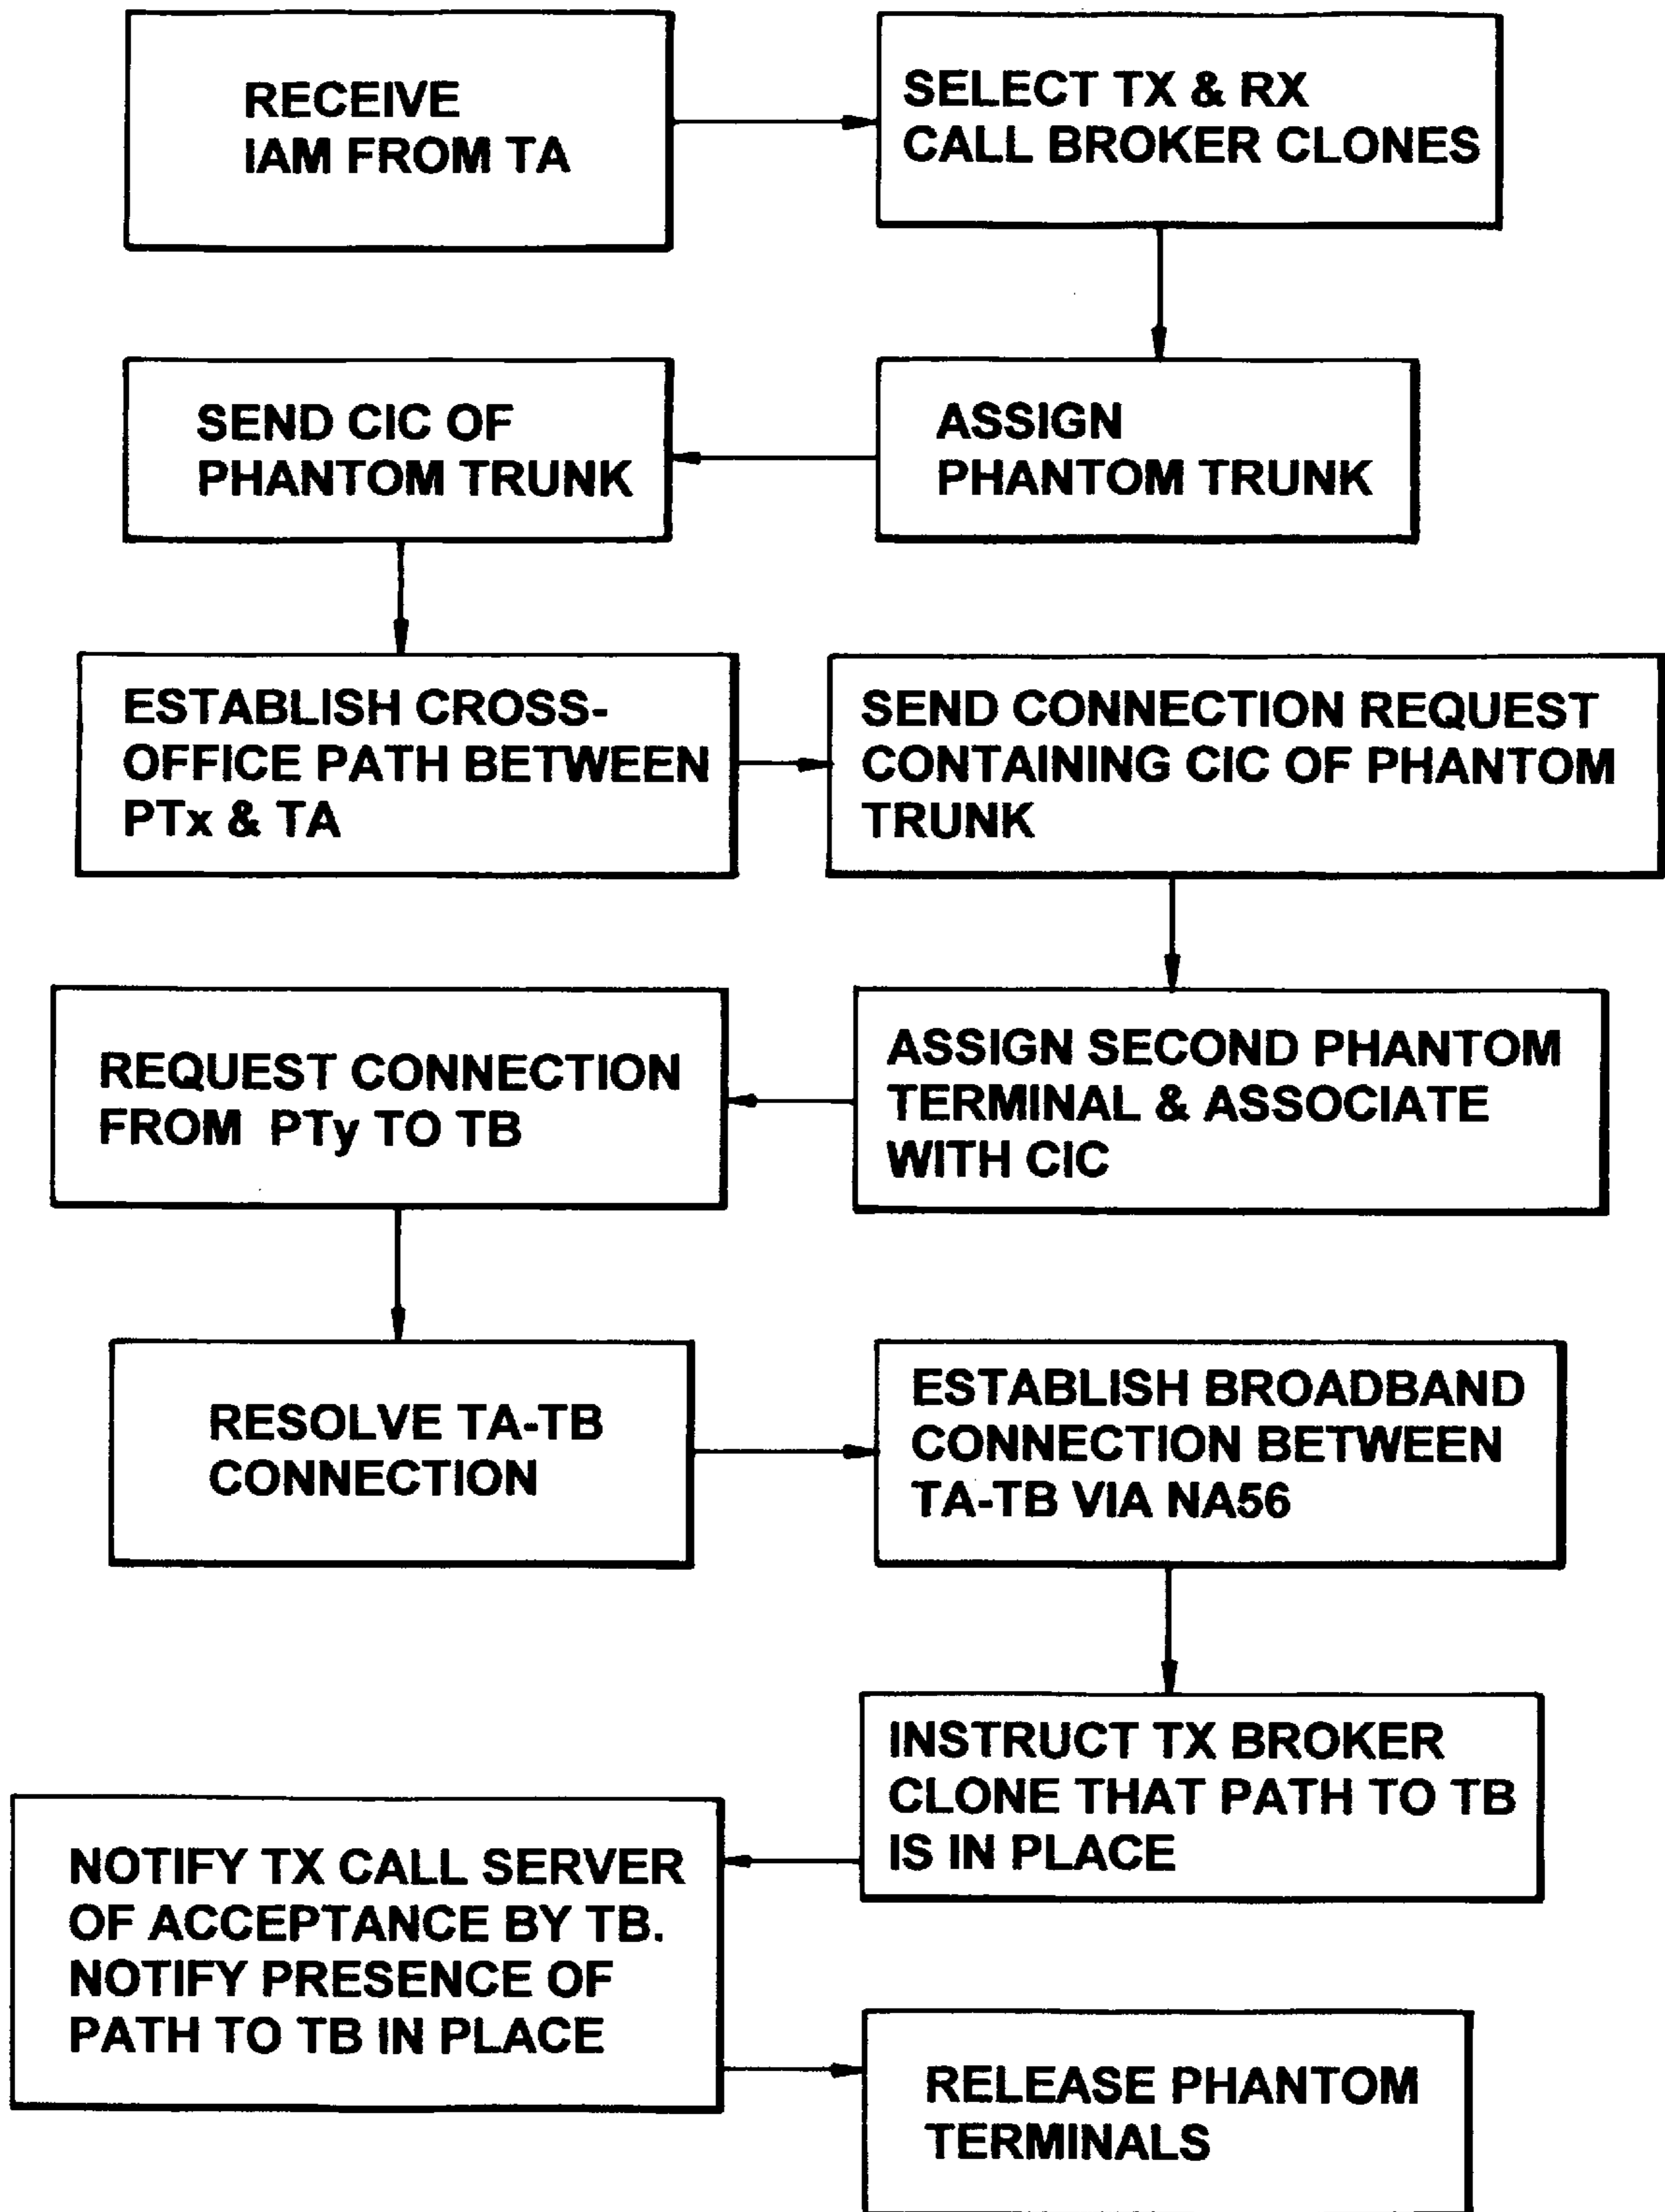 RECEIVE
IAM FROM TA
SELECT TX & RX
CALL BROKER CLONES
ASSIGN
PHANTOM TRUNK
SEND CIC OF
PHANTOM TRUNK
ESTABLISH CROSS-
OFFICE PATH BETWEEN
PTx & TA
SEND CONNECTION REQUEST
CONTAINING CIC OF PHANTOM
TRUNK
ASSIGN SECOND PHANTOM
TERMINAL & ASSOCIATE
WITH CIC
REQUEST CONNECTION
FROM PTy TO TB
RESOLVE TA-TB
CONNECTION
ESTABLISH BROADBAND
CONNECTION BETWEEN
TA-TB VIA NA56
INSTRUCT TX BROKER
CLONE THAT PATH TO TB
IS IN PLACE
NOTIFY TX CALL SERVER
OF ACCEPTANCE BY TB.
NOTIFY PRESENCE OF
PATH TO TB IN PLACE
RELEASE PHANTOM
TERMINALS